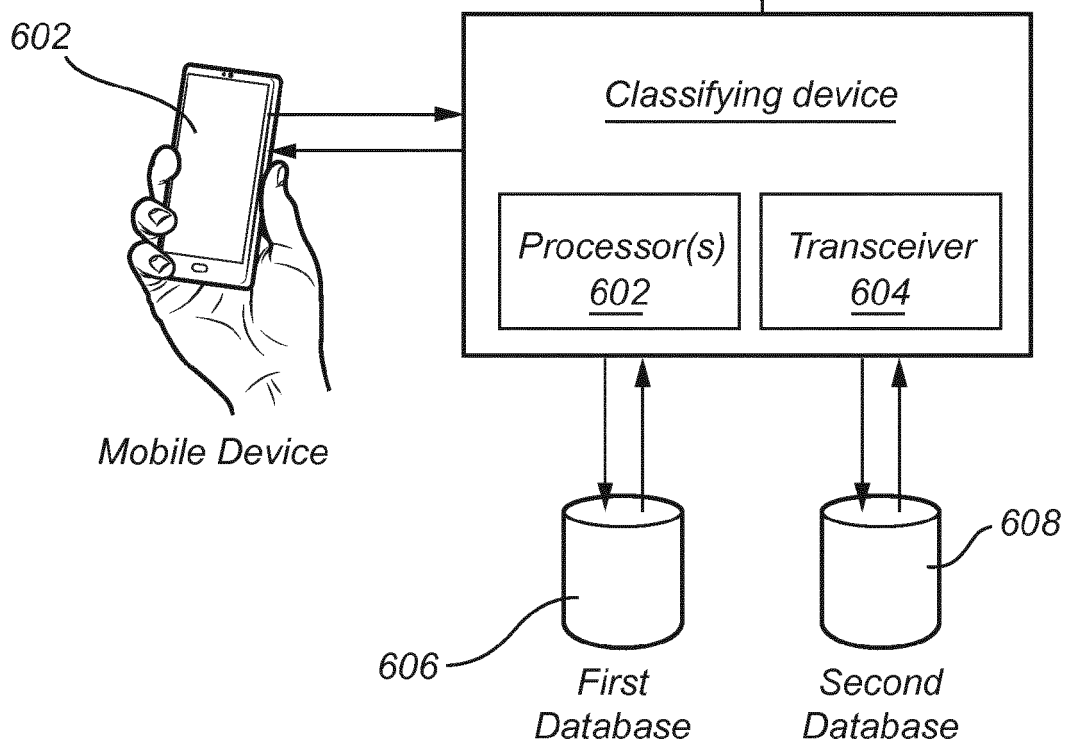 602
Classifying device
Processor(s)
602
Transceiver
604
Mobile Device
608
606
First
Database
Second
Database